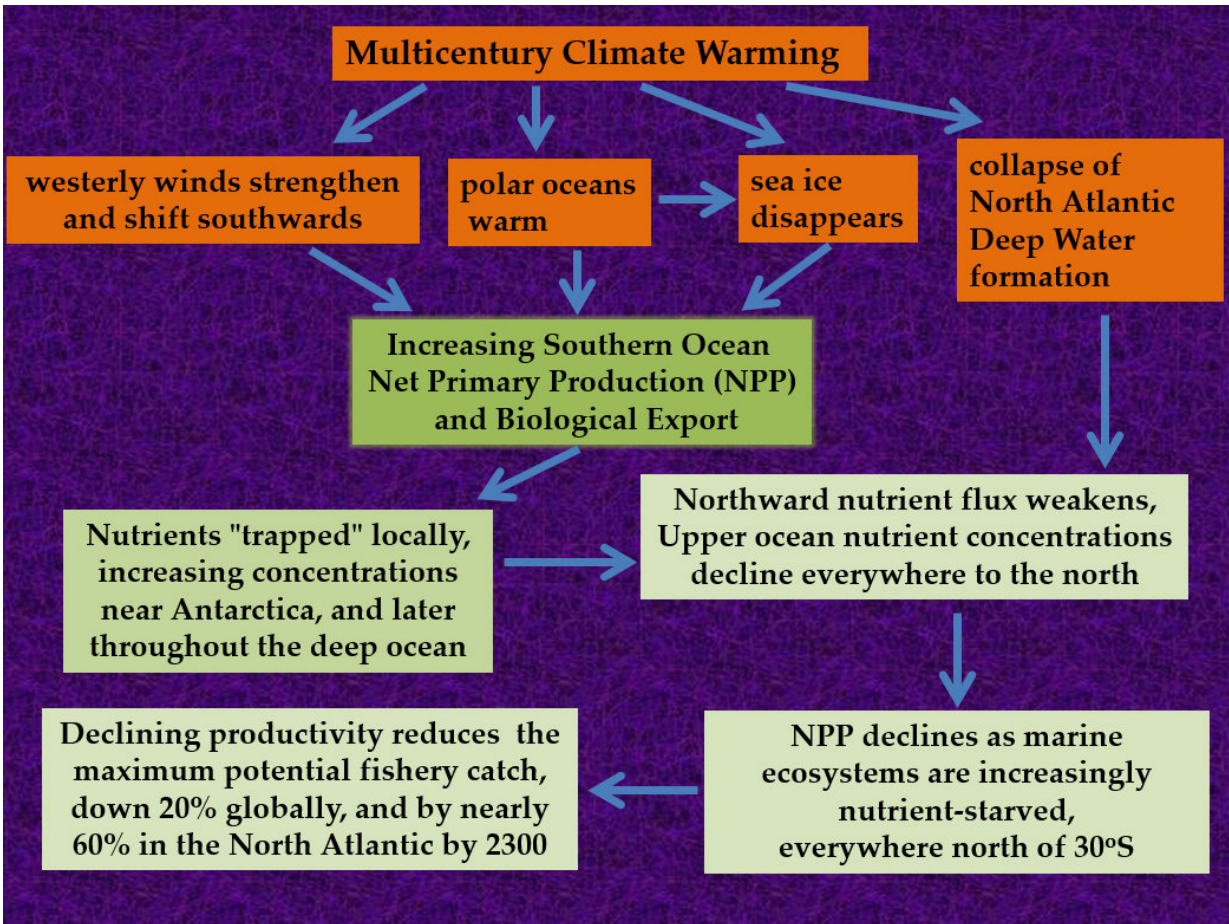 Multicentury Climate Warming
westerly winds strengthen
and shift southwards
polar oceans
warm
sea ice
disappears
collapse of
North Atlantic
Deep Water
formation
Increasing Southern Ocean
Net Primary Production (NPP)
and Biological Export
Nutrients "trapped" locally,
increasing concentrations
near Antarctica, and later
throughout the deep ocean
Northward nutrient flux weakens,
Upper ocean nutrient concentrations
decline everywhere to the north
Declining productivity reduces the
maximum potential fishery catch,
down 20% globally, and by nearly
60% in the North Atlantic by 2300
NPP declines as marine
ecosystems are increasingly
nutrient-starved,
everywhere north of 30ºS